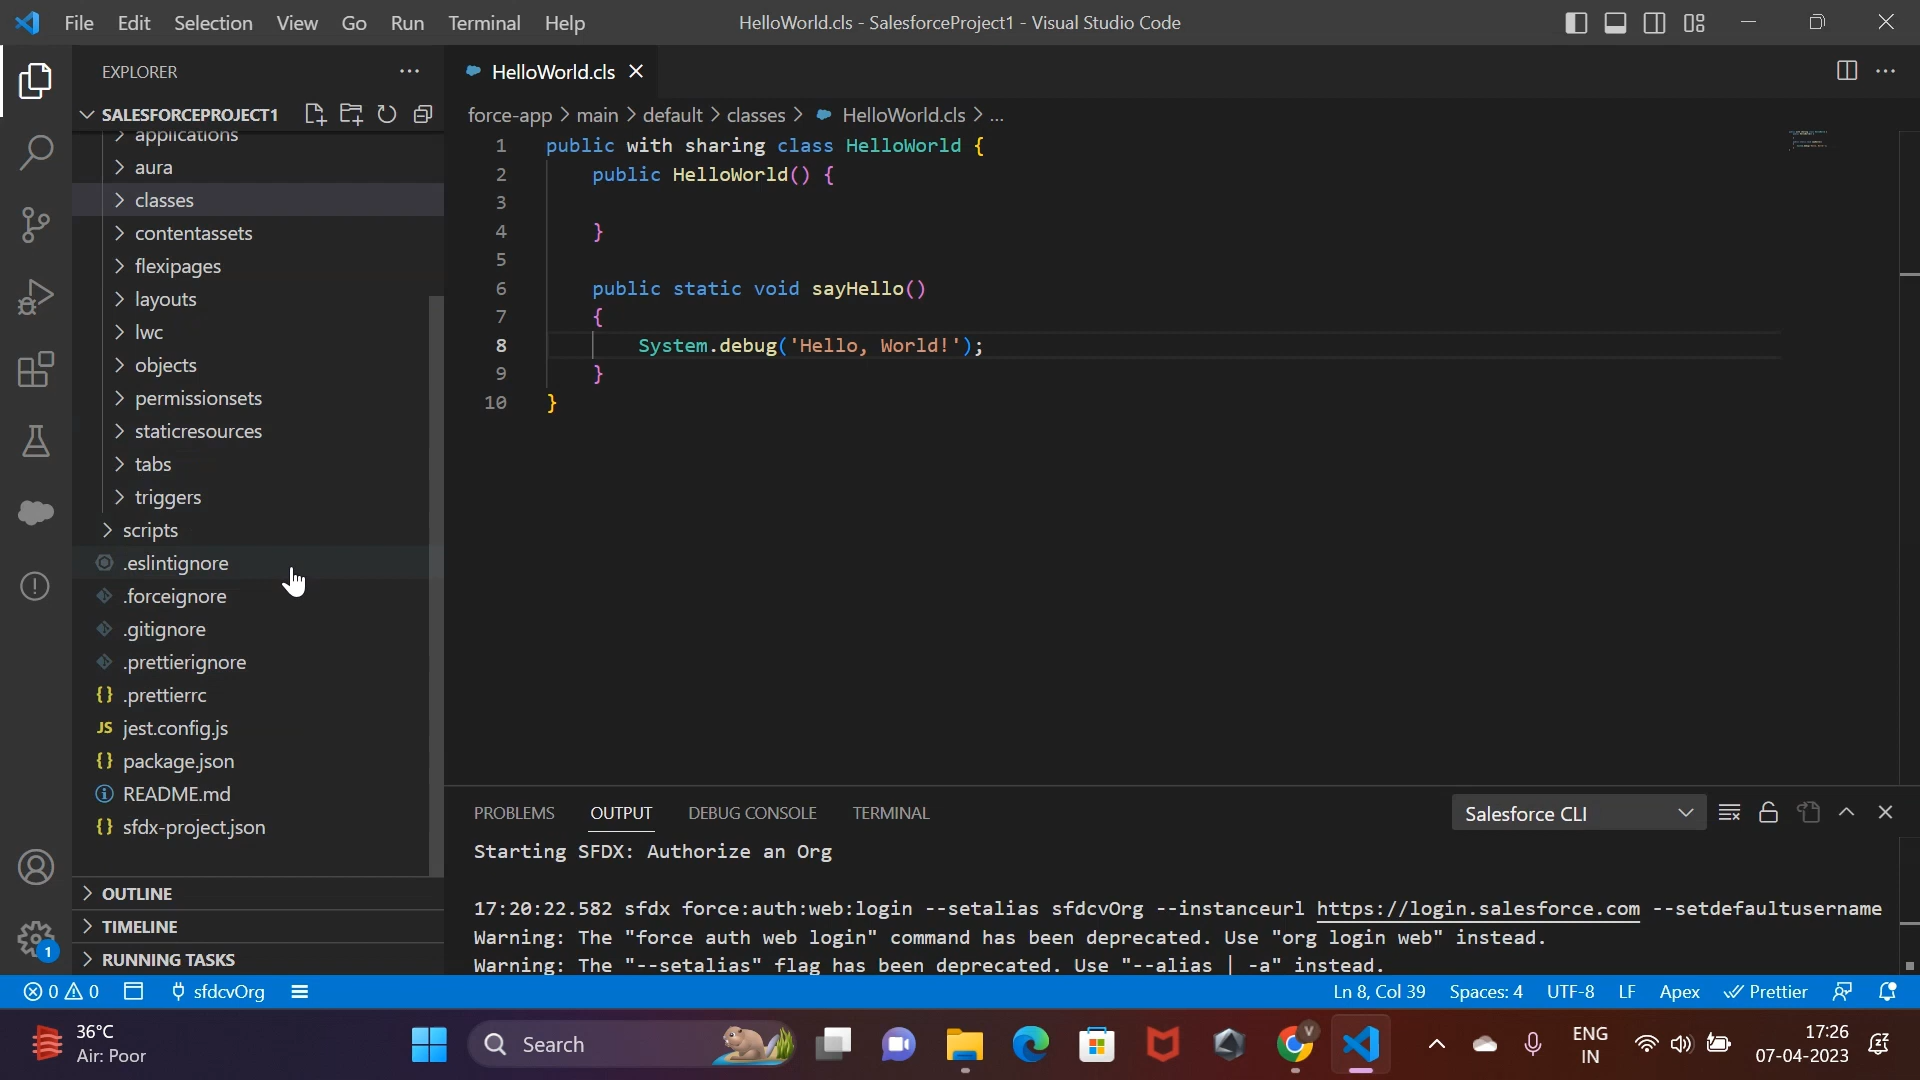 File Edit Selection View Go Run Terminal Help
HelloWorld.cls - SalesforceProject1 - Visual Studio Code
EXPLORER
SALESFORCEPROJECT1
applications
aura
classes
contentassets
flexipages
layouts
lwc
objects
permissionsets
staticresources
tabs
triggers
scripts
.eslintignore
.forceignore
.gitignore
.prettierignore
{} .prettierrc
JS jest.config.js
{} package.json
README.md
{} sfdx-project.json
OUTLINE
TIMELINE
RUNNING TASKS
HelloWorld.cls
force-app > main > default > classes > HelloWorld.cls > ...
1 public with sharing class HelloWorld {
2 public HelloWorld() {
3
4 }
5
6 public static void sayHello()
7 {
8 System.debug('Hello, World!');
9 }
10 }
PROBLEMS OUTPUT DEBUG CONSOLE TERMINAL
Salesforce CLI
Starting SFDX: Authorize an Org
17:20:22.582 sfdx force:auth:web:login --setalias sfdcvOrg --instanceurl https://login.salesforce.com --setdefaultusername
Warning: The "force auth web login" command has been deprecated. Use "org login web" instead.
Warning: The "--setalias" flag has been deprecated. Use "--alias | -a" instead.
1
0 0 sfdcvOrg
Ln 8, Col 39 Spaces: 4 UTF-8 LF Apex Prettier
36°C
Air: Poor
Search
V
ENG
IN
17:26
07-04-2023